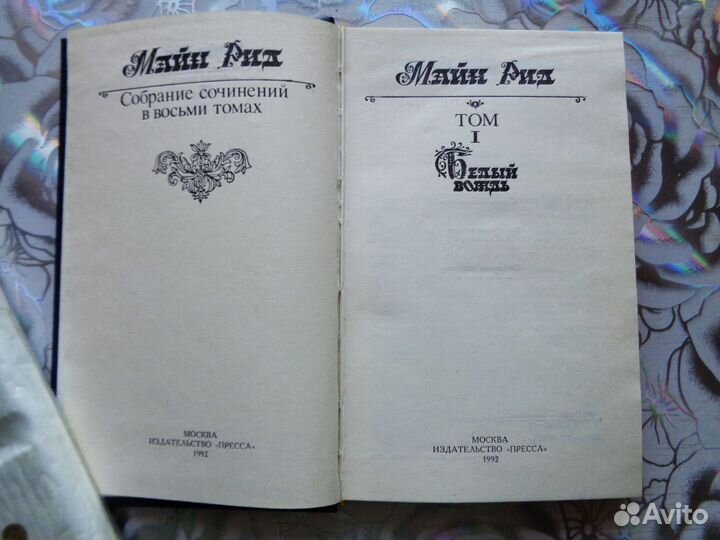 Майн Рид
Собрание сочинений
в восьми томах
МОСКВА
ИЗДАТЕЛЬСТВО «ПРЕССА»
1992
Майн Рид
ТОМ
I
Белый
вождь
МОСКВА
ИЗДАТЕЛЬСТВО «ПРЕССА»
1992
Avito